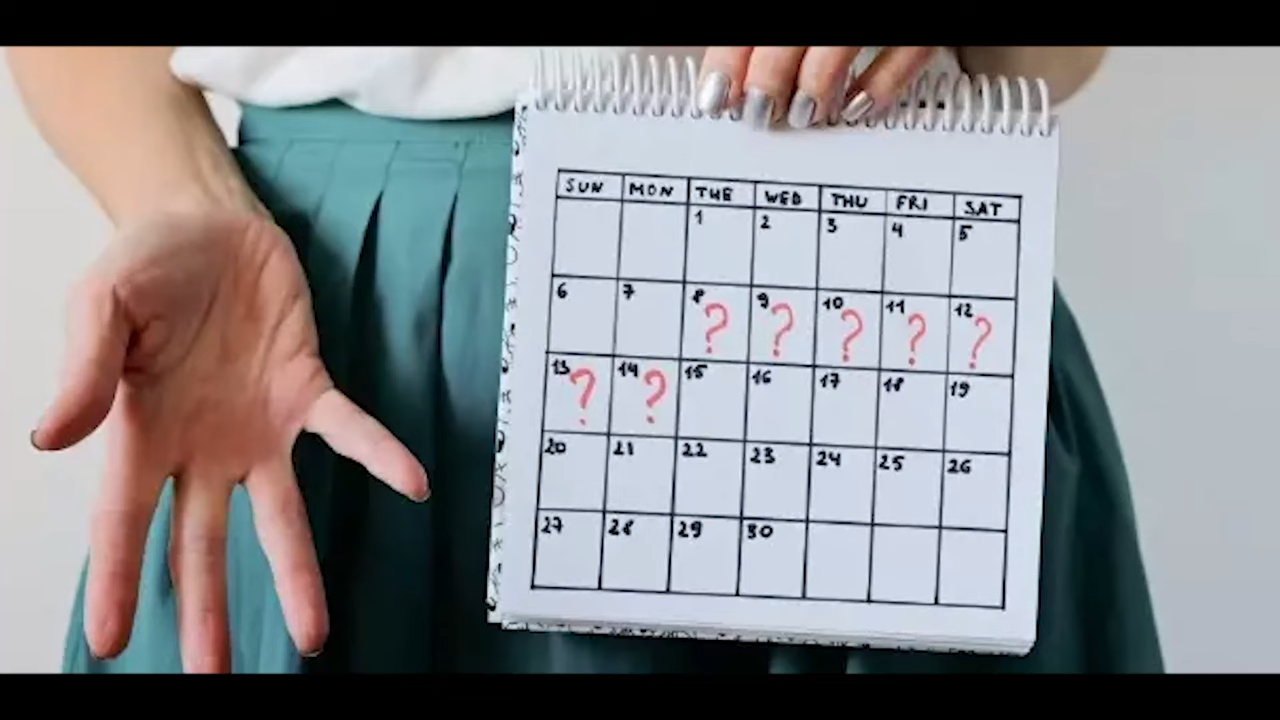 SUN MON THE WED THU FRI SAT
1 2 3 4 5
6 7 8 ? 9 ? 10 ? 11 ? 12 ?
13 ? 14 ? 15 16 17 18 19
20 21 22 23 24 25 26
27 28 29 30